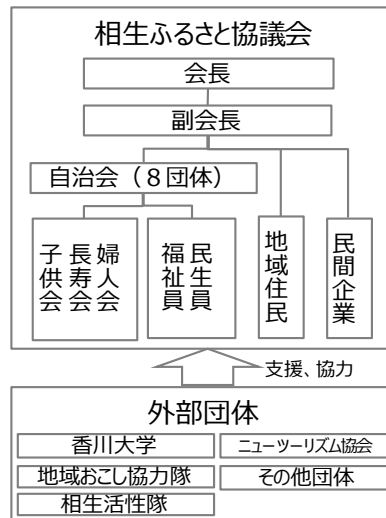 相生ふるさと協議会
会長
副会長
自治会（８団体）
婦人会
長寿会
子供会
民生員
福祉員
地域住民
民間企業
支援、協力
外部団体
香川大学
ニューツーリズム協会
地域おこし協力隊
その他団体
相生活性隊